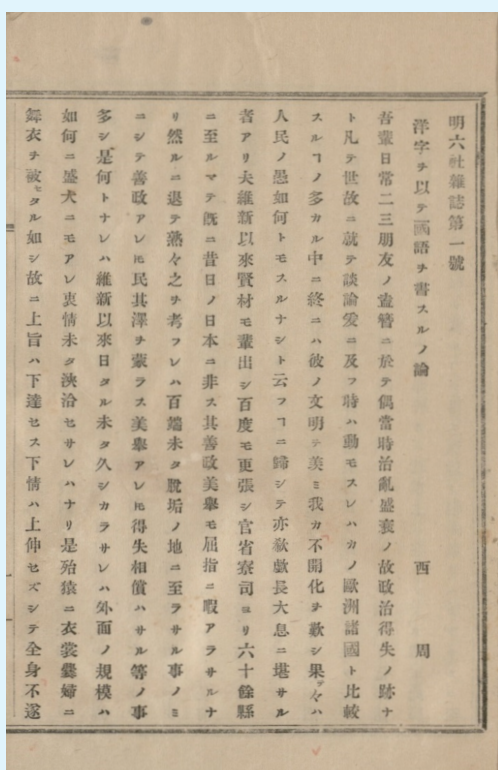 明六社雜誌第一號
洋字ヲ以テ國語ヲ書スルノ論　西　周
吾輩日常二三朋友ノ盍簪ニ於テ偶當時治亂盛衰ノ故政治得失ノ跡ナ
ト凡テ世故ニ就テ談論爰ニ及フ時ハ動モスレハカノ歐洲諸國ト比較
スルヿノ多カル中ニ終ニハ彼ノ文明ヲ羨ミ我カ不開化ヲ歎シ果々ハ
人民ノ愚如何トモスルナシト云フヿニ歸シテ亦欷歔長大息ニ堪サル
者アリ夫維新以來賢材モ輩出シ百度モ更張シ官省寮司ヨリ六十餘縣
ニ至ルマテ既ニ昔日ノ日本ニ非ス其善政美擧モ屈指ニ暇アラサルナ
リ然ルニ退テ熟々之ヲ考フレハ百端未タ脫垢ノ地ニ至ラサル事ノミ
ニシテ善政アレ𪜈民其澤ヲ蒙ラス美擧アレ𪜈得失相償ハサル等ノ事
多シ是何トナレハ維新以來日タル未タ久シカラサレハ外面ノ規模ハ
如何ニ盛大ニモアレ衷情未タ浹洽セサレハナリ是殆猿ニ衣裳爨婦ニ
舞衣ヲ被セタル如シ故ニ上旨ハ下達セス下情ハ上伸セズシテ全身不遂